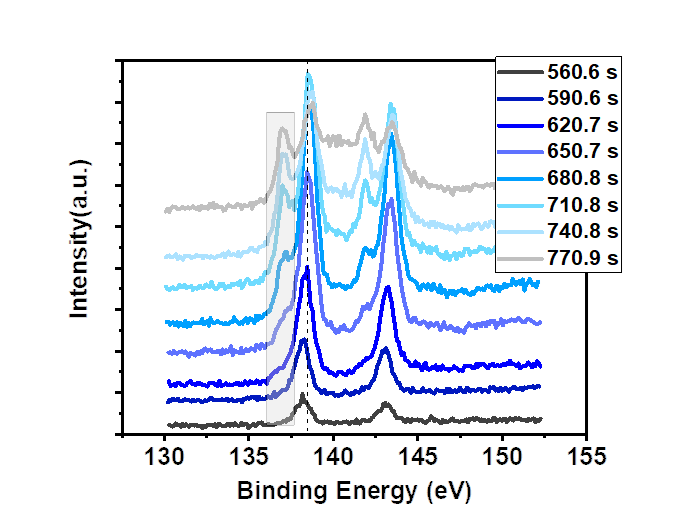 560.6 s
590.6 s
620.7 s
650.7 s
680.8 s
710.8 s
740.8 s
770.9 s
Intensity(a.u.)
130 135 140 145 150 155
Binding Energy (eV)